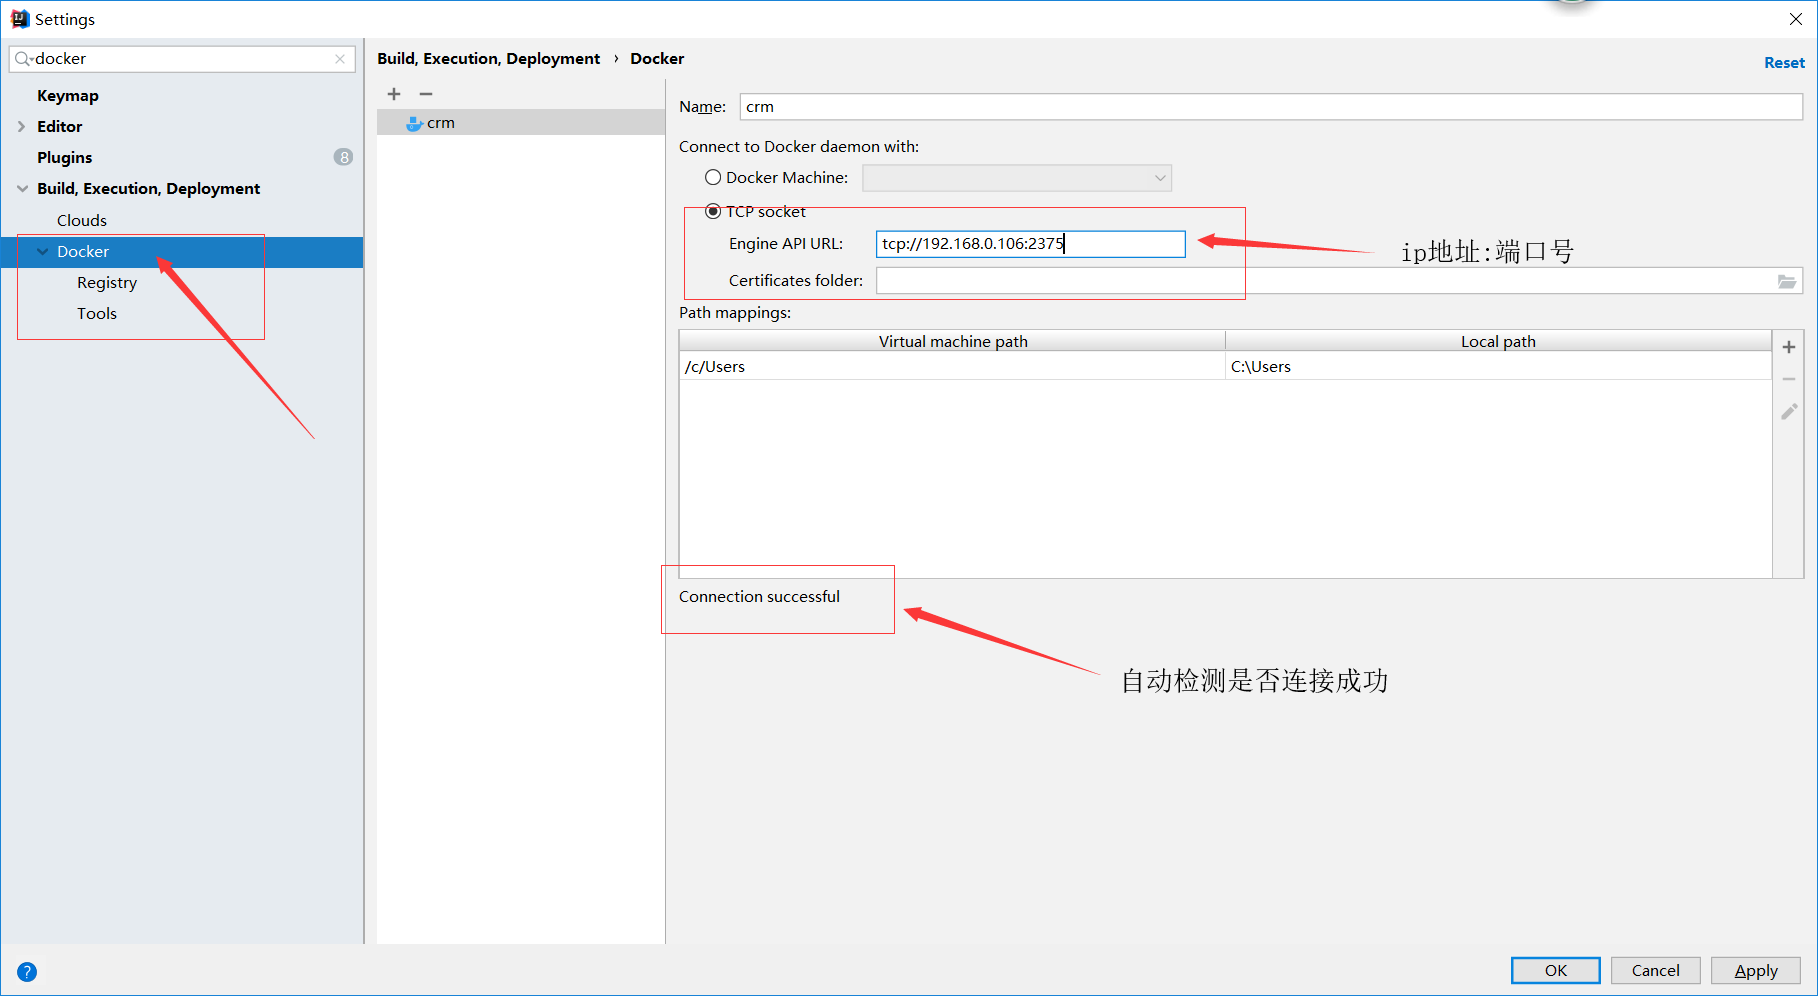 Settings
docker
Keymap
Editor
Plugins
8
Build, Execution, Deployment
Clouds
Docker
Registry
Tools
Build, Execution, Deployment › Docker
Reset
crm
Name: crm
Connect to Docker daemon with:
Docker Machine:
TCP socket
Engine API URL: tcp://192.168.0.106:2375
ip地址:端口号
Certificates folder:
Path mappings:
Virtual machine path Local path
/c/Users C:\Users
Connection successful
自动检测是否连接成功
?
OK Cancel Apply